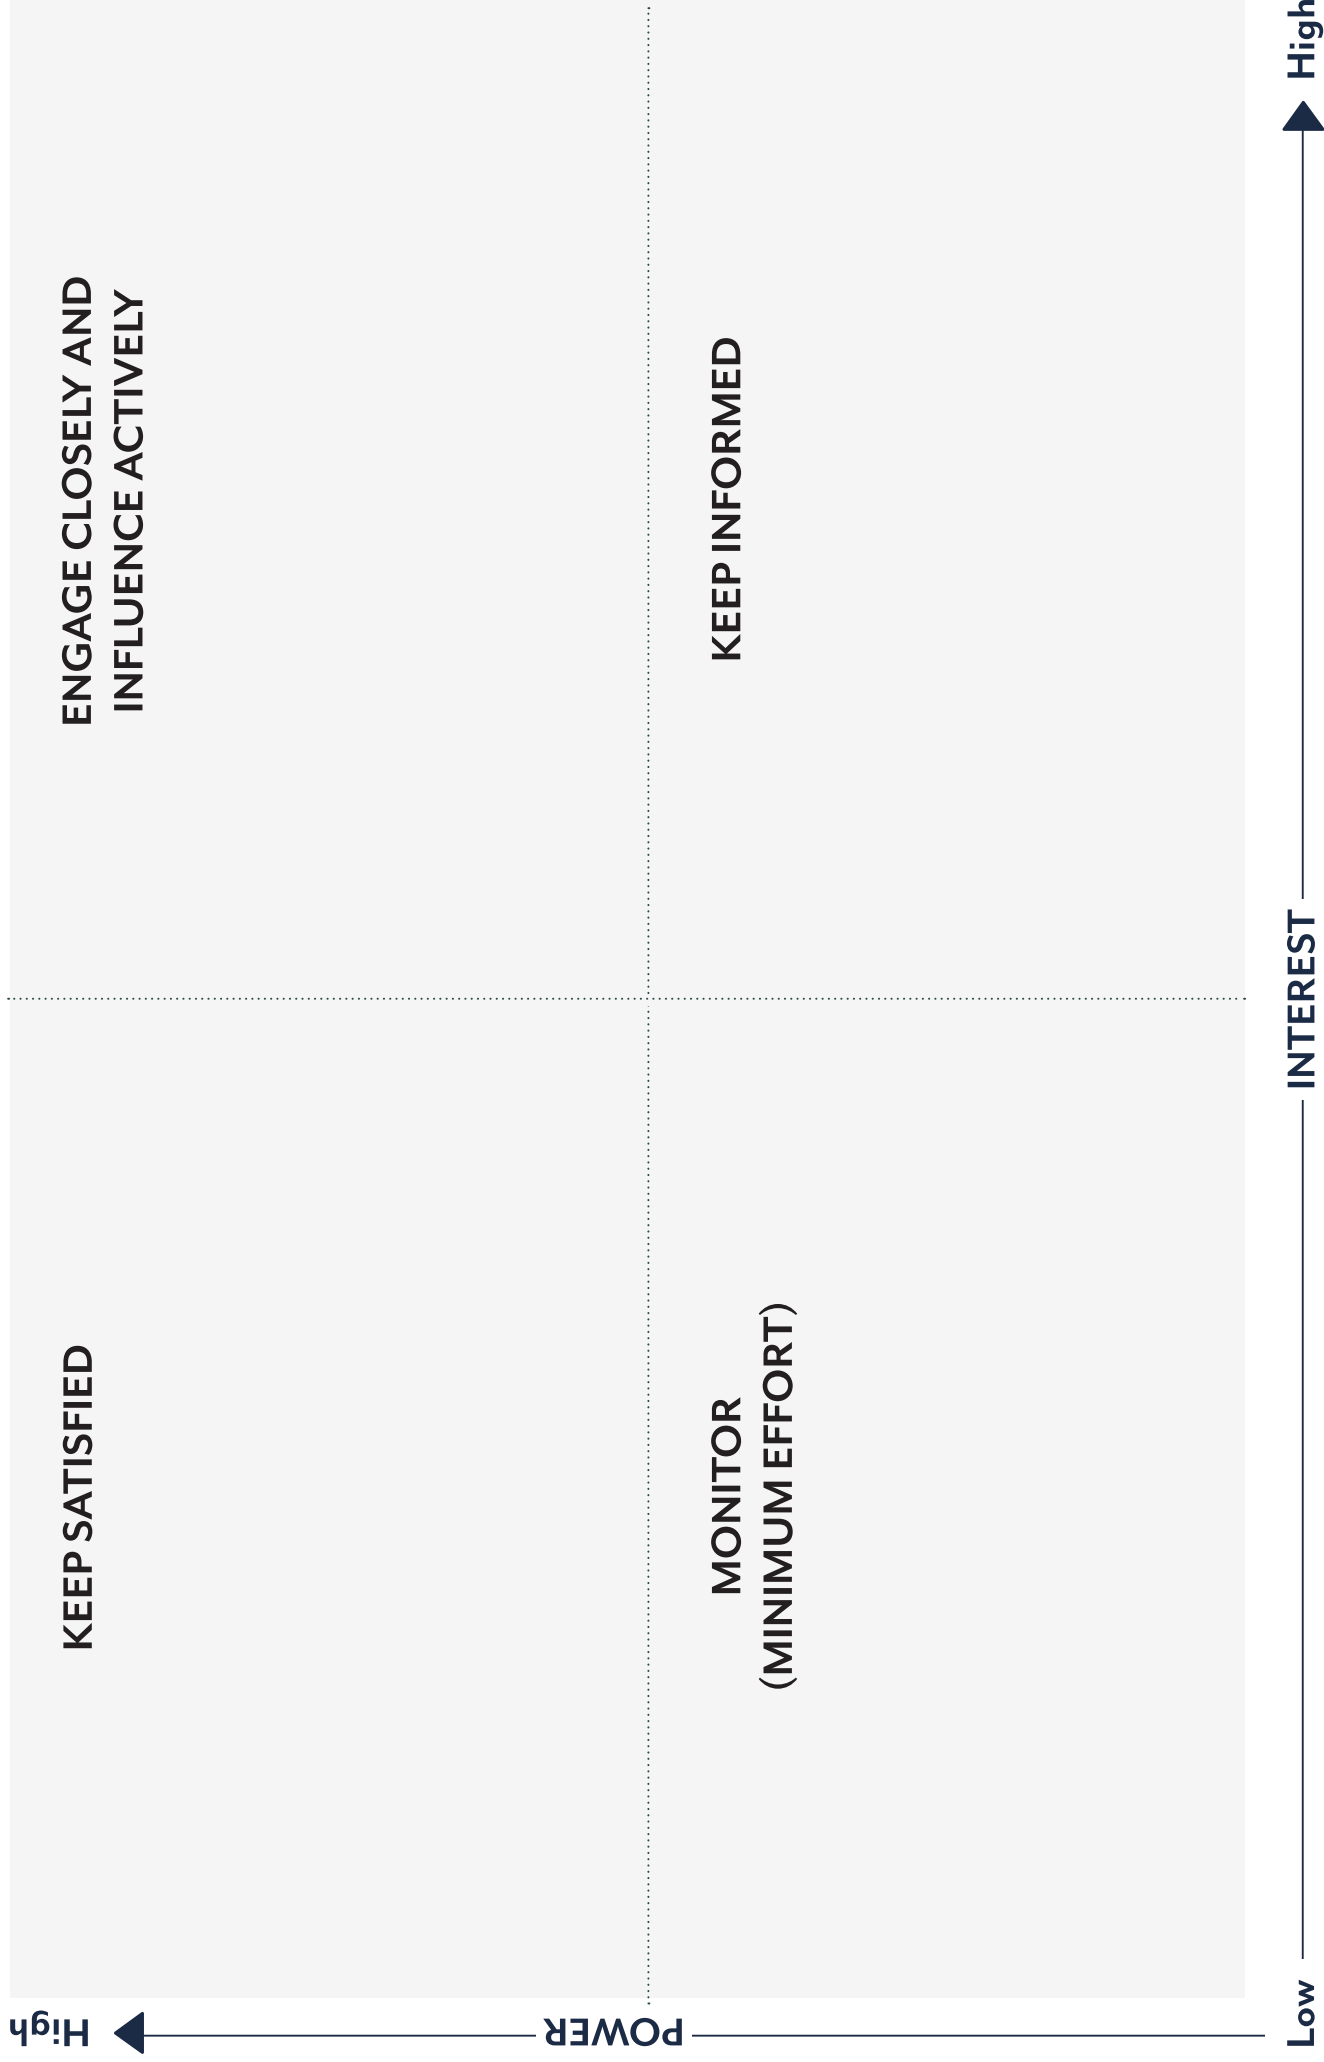 High
KEEP SATISFIED
ENGAGE CLOSELY AND
INFLUENCE ACTIVELY
POWER
MONITOR
(MINIMUM EFFORT)
KEEP INFORMED
Low
INTEREST
High